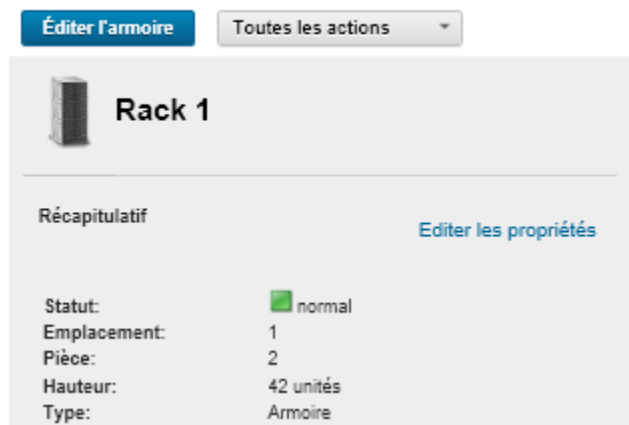 Éditer l'armoire Toutes les actions
Rack 1
Récapitulatif
Editer les propriétés
Statut: normal
Emplacement: 1
Pièce: 2
Hauteur: 42 unités
Type: Armoire